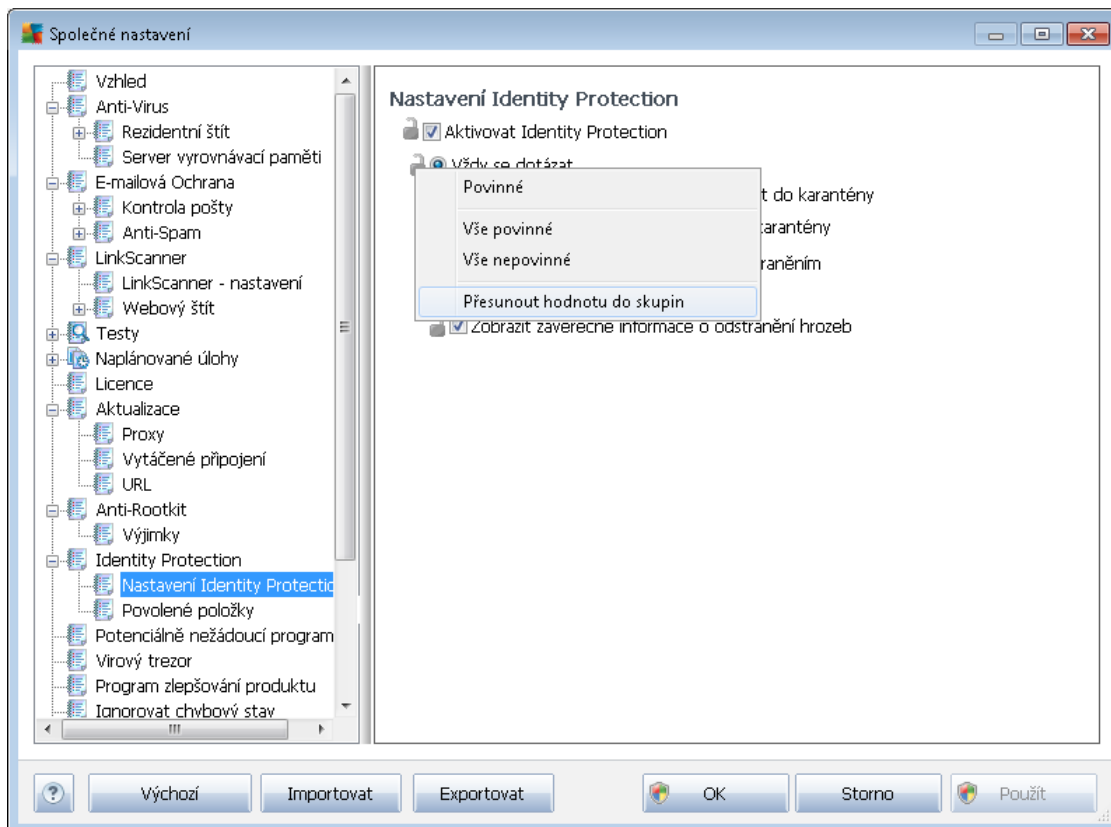 Společné nastavení
Vzhled
Anti-Virus
Rezidentní štít
Server vyrovnávací paměti
E-mailová Ochrana
Kontrola pošty
Anti-Spam
LinkScanner
LinkScanner - nastavení
Webový štít
Testy
Naplánované úlohy
Licence
Aktualizace
Proxy
Vytáčené připojení
URL
Anti-Rootkit
Výjimky
Identity Protection
Nastavení Identity Protectio
Povolené položky
Potenciálně nežádoucí program
Virový trezor
Program zlepšování produktu
Ignorovat chybový stav
Nastavení Identity Protection
Aktivovat Identity Protection
Vždy se dotázat
Povinné
t do karantény
Vše povinné
karantény
Vše nepovinné
raněním
Přesunout hodnotu do skupin
Zobrazit závěrečné informace o odstranění hrozeb
? Výchozí Importovat Exportovat OK Storno Použít